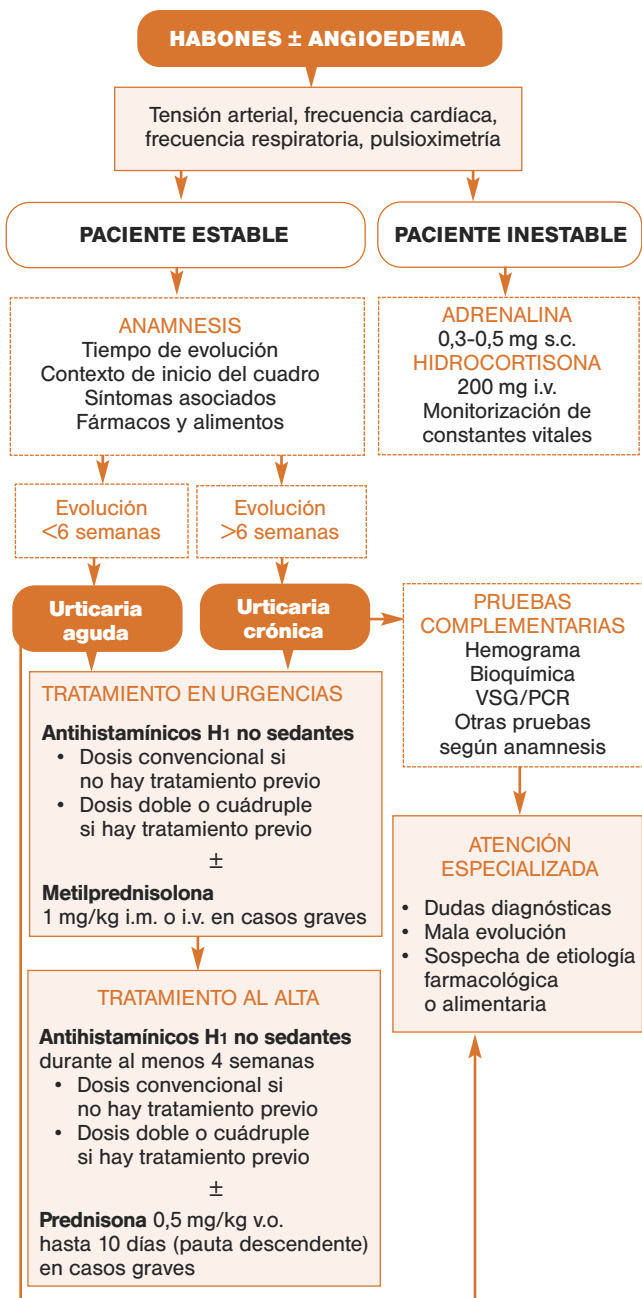 HABONES ± ANGIOEDEMA
Tensión arterial, frecuencia cardíaca,
frecuencia respiratoria, pulsioximetría
PACIENTE ESTABLE
PACIENTE INESTABLE
ANAMNESIS
Tiempo de evolución
Contexto de inicio del cuadro
Síntomas asociados
Fármacos y alimentos
ADRENALINA
0,3-0,5 mg s.c.
HIDROCORTISONA
200 mg i.v.
Monitorización de
constantes vitales
Evolución
<6 semanas
Evolución
>6 semanas
Urticaria
aguda
Urticaria
crónica
PRUEBAS
COMPLEMENTARIAS
Hemograma
Bioquímica
VSG/PCR
Otras pruebas
según anamnesis
TRATAMIENTO EN URGENCIAS
Antihistamínicos H1 no sedantes
• Dosis convencional si
no hay tratamiento previo
• Dosis doble o cuádruple
si hay tratamiento previo
±
Metilprednisolona
1 mg/kg i.m. o i.v. en casos graves
ATENCIÓN
ESPECIALIZADA
• Dudas diagnósticas
• Mala evolución
• Sospecha de etiología
farmacológica
o alimentaria
TRATAMIENTO AL ALTA
Antihistamínicos H1 no sedantes
durante al menos 4 semanas
• Dosis convencional si
no hay tratamiento previo
• Dosis doble o cuádruple
si hay tratamiento previo
±
Prednisona 0,5 mg/kg v.o.
hasta 10 días (pauta descendente)
en casos graves